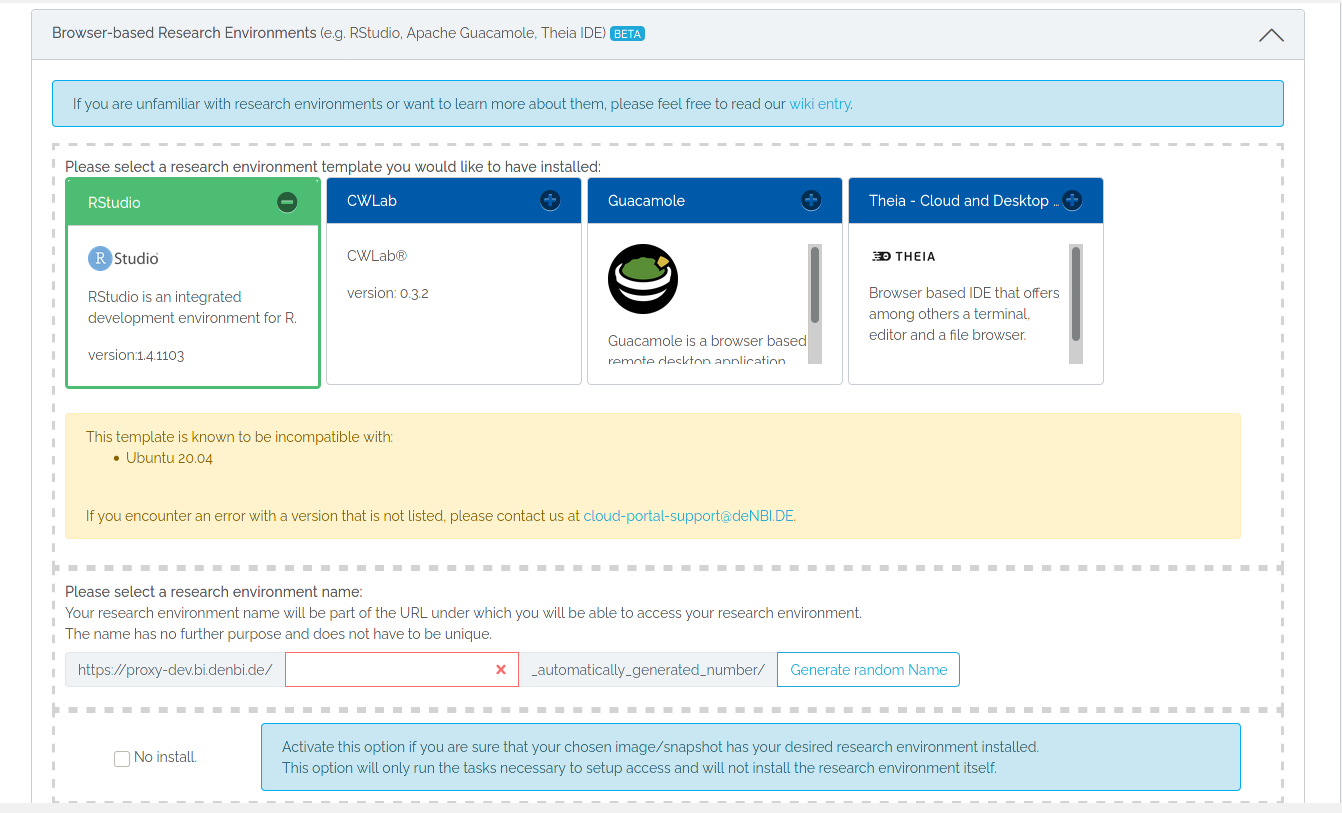 Browser-based Research Environments (e.g. RStudio, Apache Guacamole, Theia IDE) BETA
If you are unfamiliar with research environments or want to learn more about them, please feel free to read our wiki entry.
Please select a research environment template you would like to have installed:
RStudio
R Studio
RStudio is an integrated
development environment for R.
version:1.4.1103
CWLab
CWLab®
version: 0.3.2
Guacamole
Guacamole is a browser based
remote desktop application
Theia - Cloud and Desktop ...
THEIA
Browser based IDE that offers
among others a terminal,
editor and a file browser.
This template is known to be incompatible with:
• Ubuntu 20.04
If you encounter an error with a version that is not listed, please contact us at cloud-portal-support@deNBI.DE.
Please select a research environment name:
Your research environment name will be part of the URL under which you will be able to access your research environment.
The name has no further purpose and does not have to be unique.
https://proxy-dev.bi.denbi.de/ _automatically_generated_number/ Generate random Name
No install.
Activate this option if you are sure that your chosen image/snapshot has your desired research environment installed.
This option will only run the tasks necessary to setup access and will not install the research environment itself.